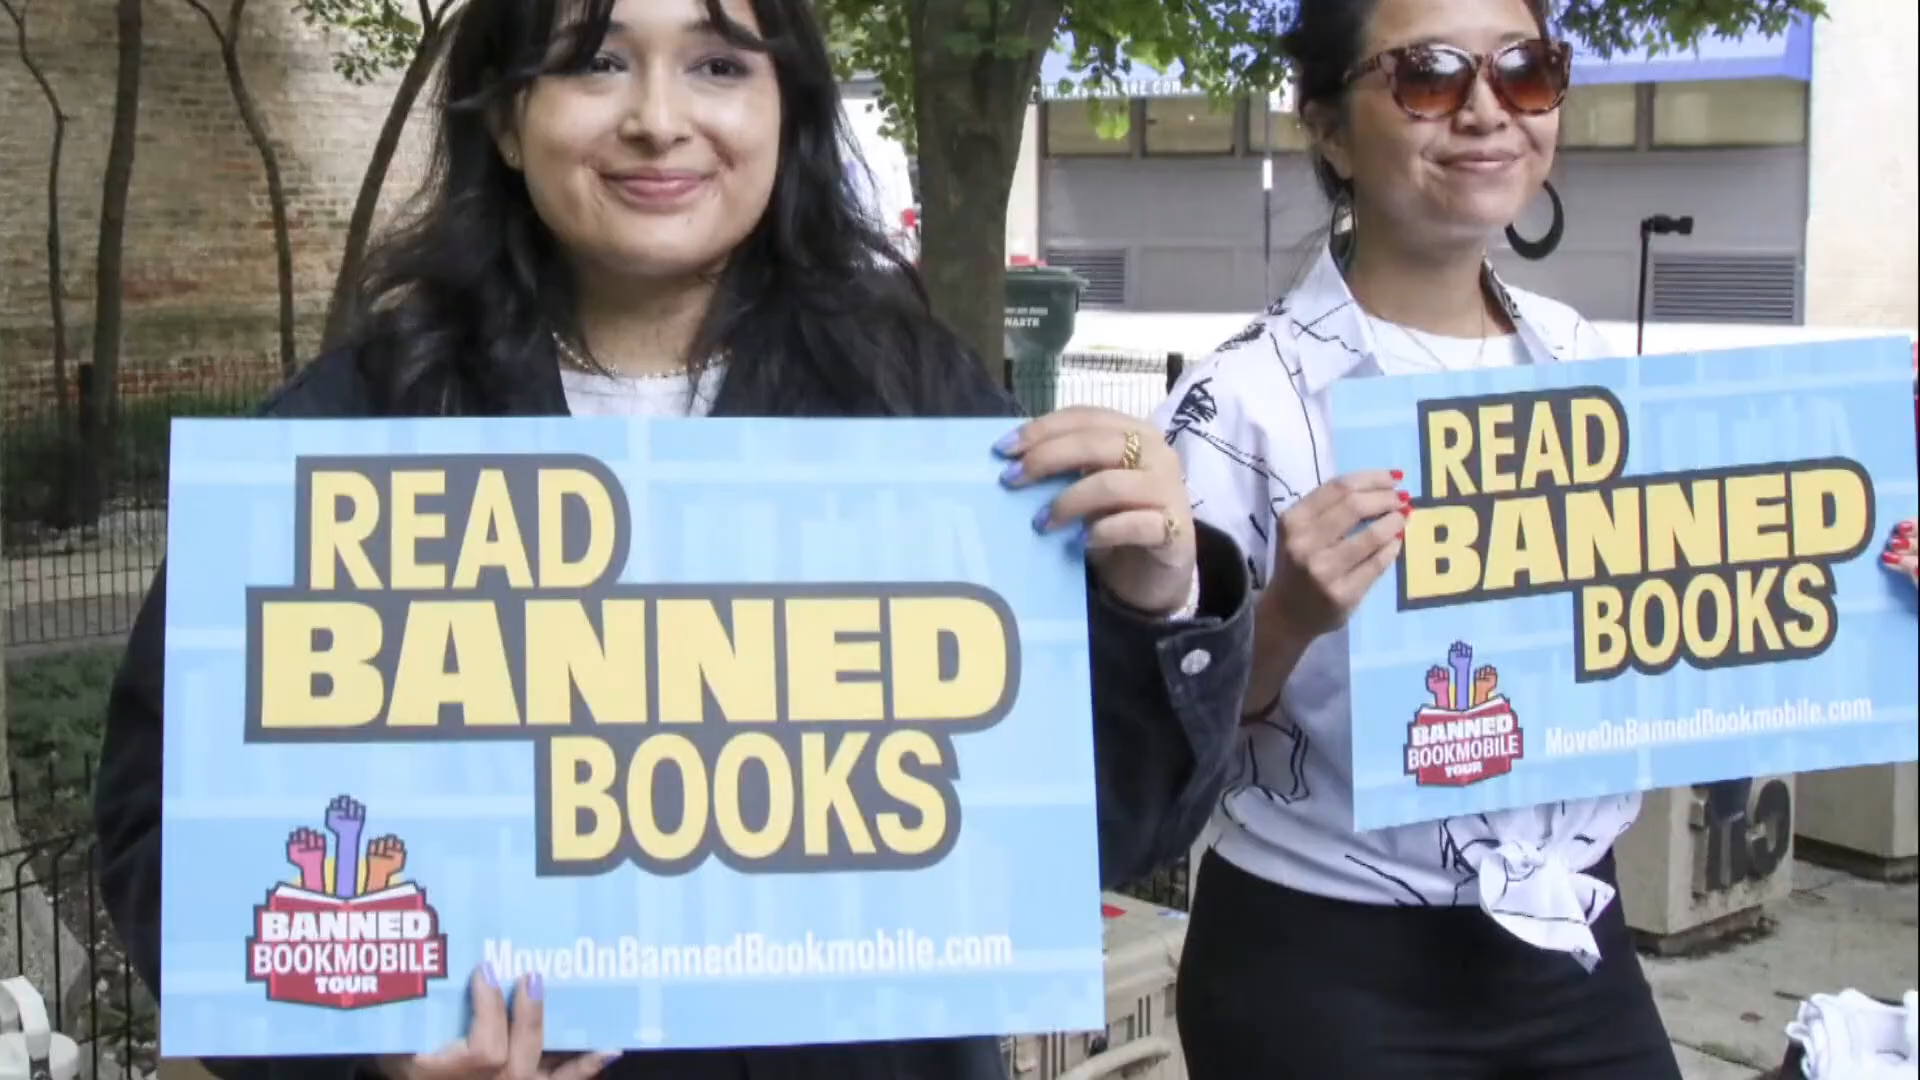 READ
BANNED
BOOKS
BANNED
BOOKMOBILE
TOUR
MoveOnBannedBookmobile.com
READ
BANNED
BOOKS
BANNED
BOOKMOBILE
TOUR
MoveOnBannedBookmobile.com